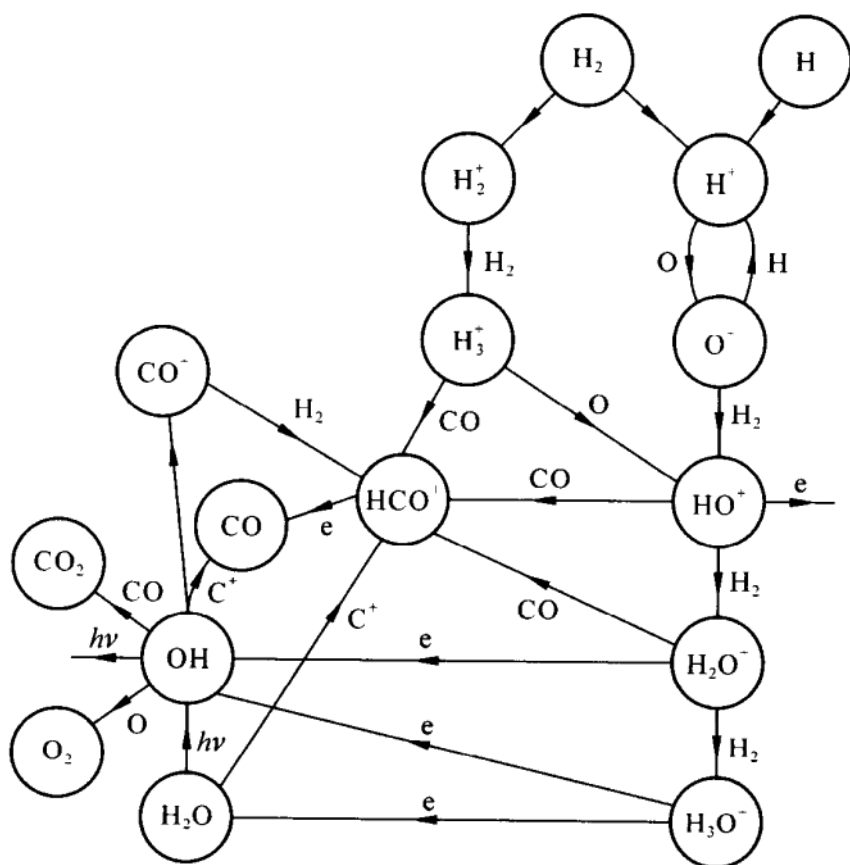 H₂ H
H₂⁺ H⁺
H₂ O H
H₃⁺ O⁺
CO⁺ H₂ CO O H₂
CO HCO⁺ CO HO⁺ e
e
CO₂ CO C⁺ C⁺ CO H₂
hν OH e H₂O⁺
O₂ O hν e H₂
H₂O e H₃O⁺